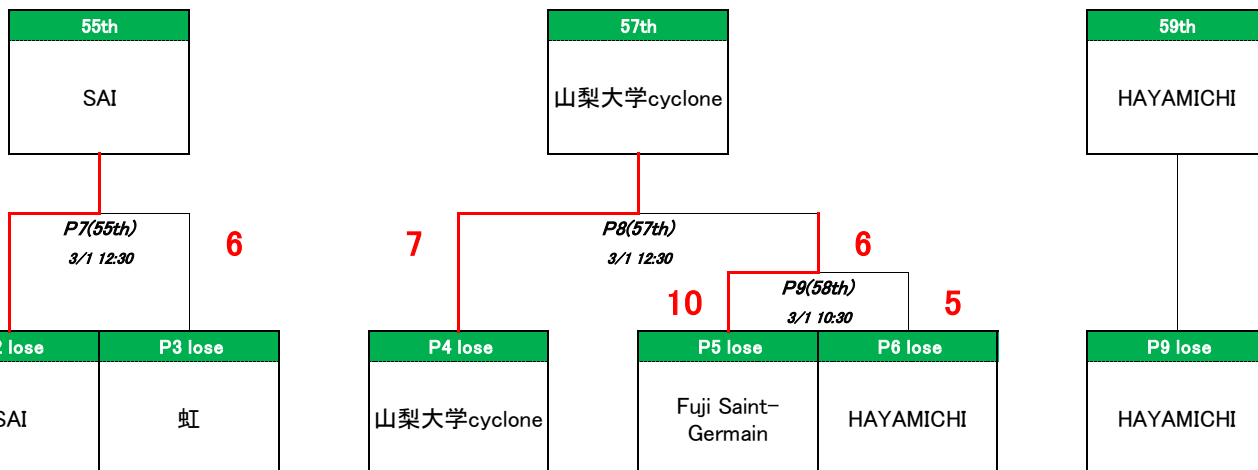 55th
57th
59th
SAI
山梨大学cyclone
HAYAMICHI
P7(55th)
3/1 12:30
6
7
P8(57th)
3/1 12:30
6
10
P9(58th)
3/1 10:30
5
2 lose
P3 lose
P4 lose
P5 lose
P6 lose
P9 lose
SAI
虹
山梨大学cyclone
Fuji Saint-
Germain
HAYAMICHI
HAYAMICHI